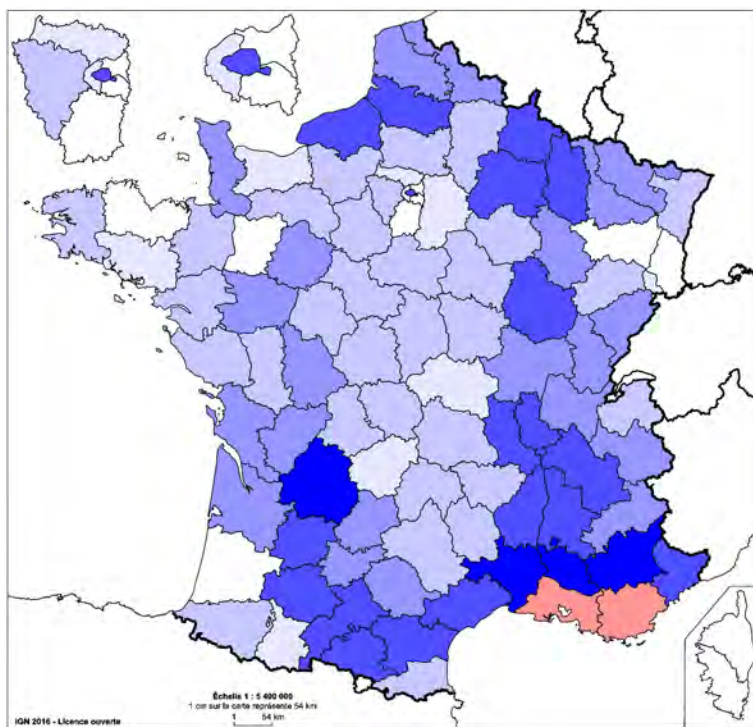 Échelle 1 : 5 400 000
1 cm sur la carte représente 54 km
1 54 km
IGN 2016 - Licence ouverte